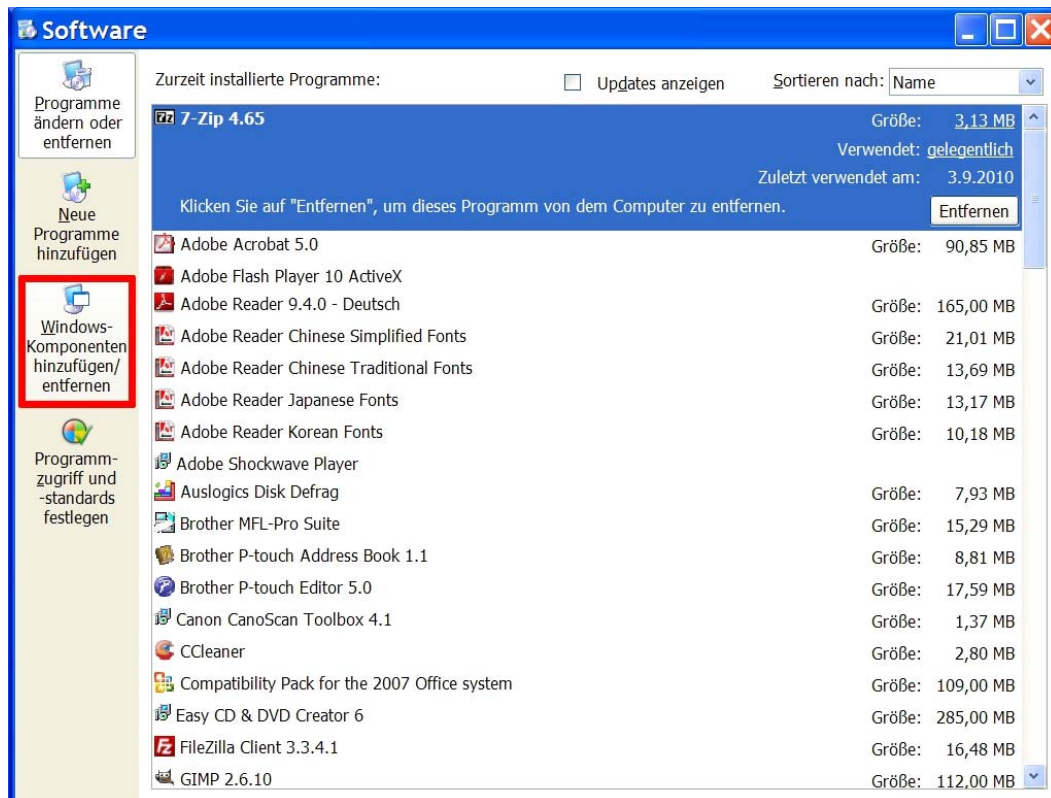 Software
Programme
ändern oder
entfernen
Neue
Programme
hinzufügen
Windows-
Komponenten
hinzufügen/
entfernen
Programm-
zugriff und
-standards
festlegen
Zurzeit installierte Programme:
Updates anzeigen
Sortieren nach: Name
7-Zip 4.65 Größe: 3,13 MB
Verwendet: gelegentlich
Zuletzt verwendet am: 3.9.2010
Klicken Sie auf "Entfernen", um dieses Programm von dem Computer zu entfernen. Entfernen
Adobe Acrobat 5.0 Größe: 90,85 MB
Adobe Flash Player 10 ActiveX
Adobe Reader 9.4.0 - Deutsch Größe: 165,00 MB
Adobe Reader Chinese Simplified Fonts Größe: 21,01 MB
Adobe Reader Chinese Traditional Fonts Größe: 13,69 MB
Adobe Reader Japanese Fonts Größe: 13,17 MB
Adobe Reader Korean Fonts Größe: 10,18 MB
Adobe Shockwave Player
Auslogics Disk Defrag Größe: 7,93 MB
Brother MFL-Pro Suite Größe: 15,29 MB
Brother P-touch Address Book 1.1 Größe: 8,81 MB
Brother P-touch Editor 5.0 Größe: 17,59 MB
Canon CanoScan Toolbox 4.1 Größe: 1,37 MB
CCleaner Größe: 2,80 MB
Compatibility Pack for the 2007 Office system Größe: 109,00 MB
Easy CD & DVD Creator 6 Größe: 285,00 MB
FileZilla Client 3.3.4.1 Größe: 16,48 MB
GIMP 2.6.10 Größe: 112,00 MB